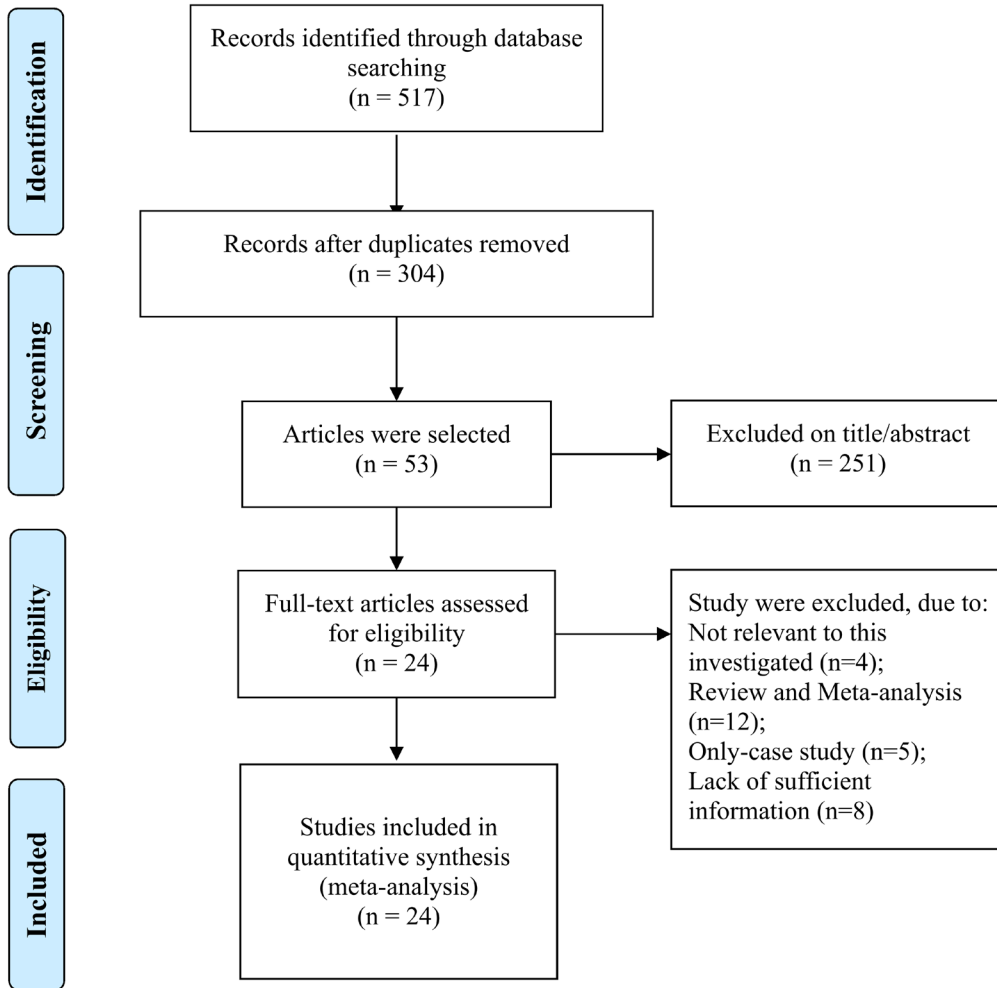 Identification
Records identified through database
searching
(n = 517)
Records after duplicates removed
(n = 304)
Screening
Articles were selected
(n = 53)
Excluded on title/abstract
(n = 251)
Eligibility
Full-text articles assessed
for eligibility
(n = 24)
Study were excluded, due to:
Not relevant to this
investigated (n=4);
Review and Meta-analysis
(n=12);
Only-case study (n=5);
Lack of sufficient
information (n=8)
Included
Studies included in
quantitative synthesis
(meta-analysis)
(n = 24)